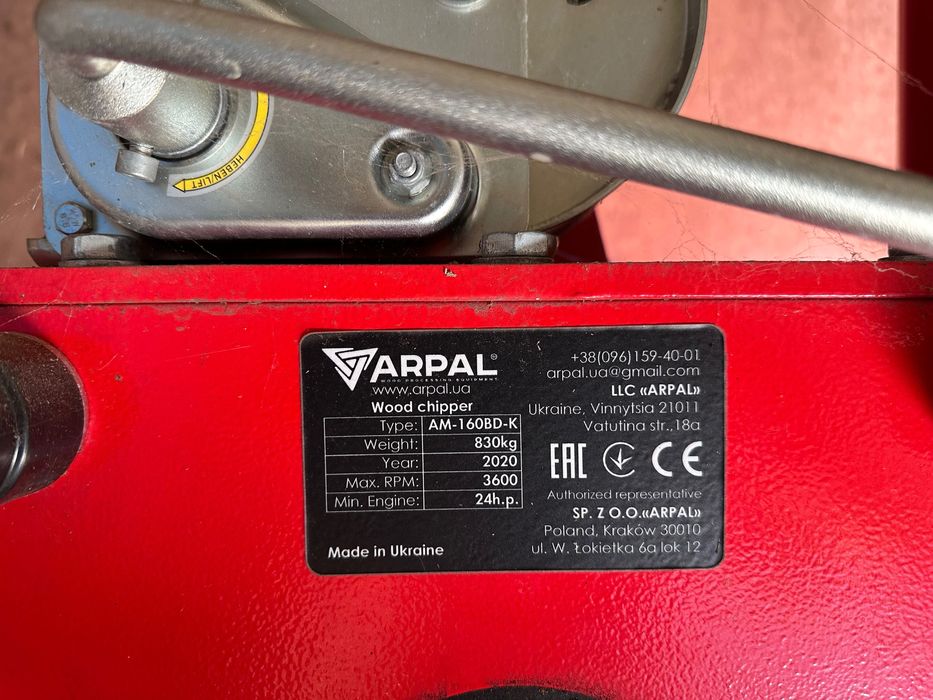 HEBEN/LIFT
ARPAL®
WOOD PROCESSING EQUIPMENT
www.arpal.ua
Wood chipper
Type: AM-160BD-K
Weight: 830kg
Year: 2020
Max. RPM: 3600
Min. Engine: 24h.p.
Made in Ukraine
+38(096)159-40-01
arpal.ua@gmail.com
LLC «ARPAL»
Ukraine, Vinnytsia 21011
Vatutina str.,18a
EAC CE
Authorized representative
SP. Z O.O.«ARPAL»
Poland, Kraków 30010
ul. W. Łokietka 6a lok 12